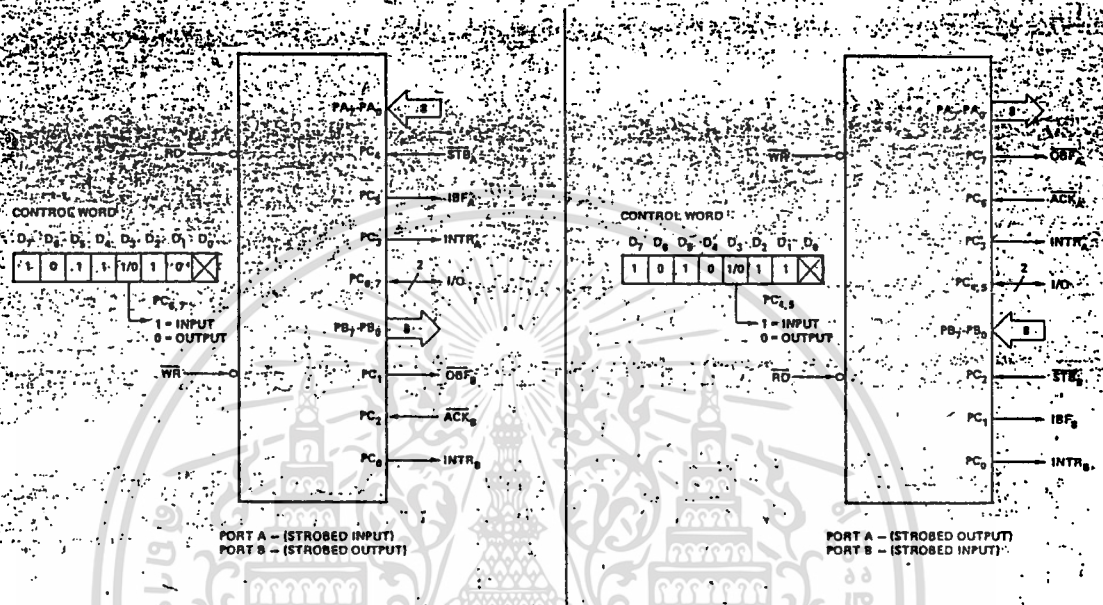 PA7-PA0
8
RD
PC4
STBA
PC5
IBFA
CONTROL WORD
PC3
INTRA
D7 D6 D5 D4 D3 D2 D1 D0
1 0 1 1 1/0 1 0
PC6,7
2
I/O
PC6,7
1 = INPUT
0 = OUTPUT
PB7-PB0
8
WR
PC1
OBFB
PC2
ACKB
PC0
INTRB
PORT A – (STROBED INPUT)
PORT B – (STROBED OUTPUT)
PA7-PA0
8
WR
PC7
OBFA
PC6
ACKA
CONTROL WORD
PC3
INTRA
D7 D6 D5 D4 D3 D2 D1 D0
1 0 1 0 1/0 1 1
PC4,5
2
I/O
PC4,5
1 = INPUT
0 = OUTPUT
PB7-PB0
8
RD
PC2
STBB
PC1
IBFB
PC0
INTRB
PORT A – (STROBED OUTPUT)
PORT B – (STROBED INPUT)